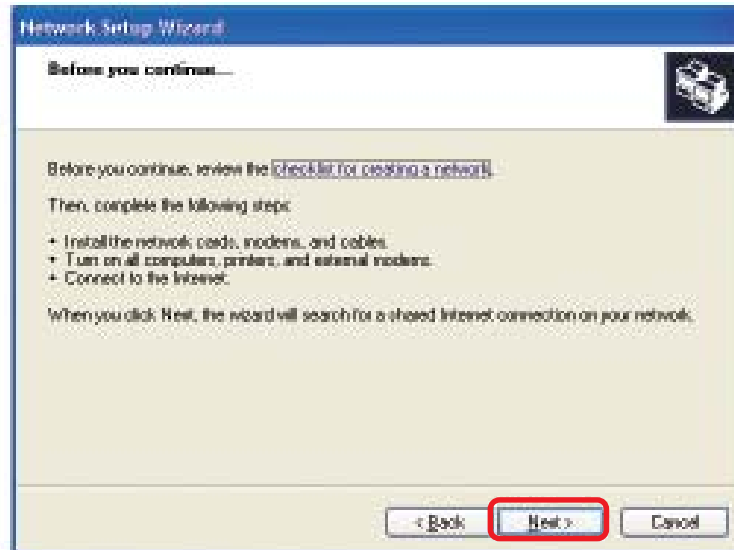 Network Setup Wizard
Before you continue...
Before you continue, review the checklist for creating a network.
Then, complete the following steps:
• Install the network cards, modems, and cables.
• Turn on all computers, printers, and external modems.
• Connect to the Internet.
When you click Next, the wizard will search for a shared Internet connection on your network.
< Back
Next >
Cancel